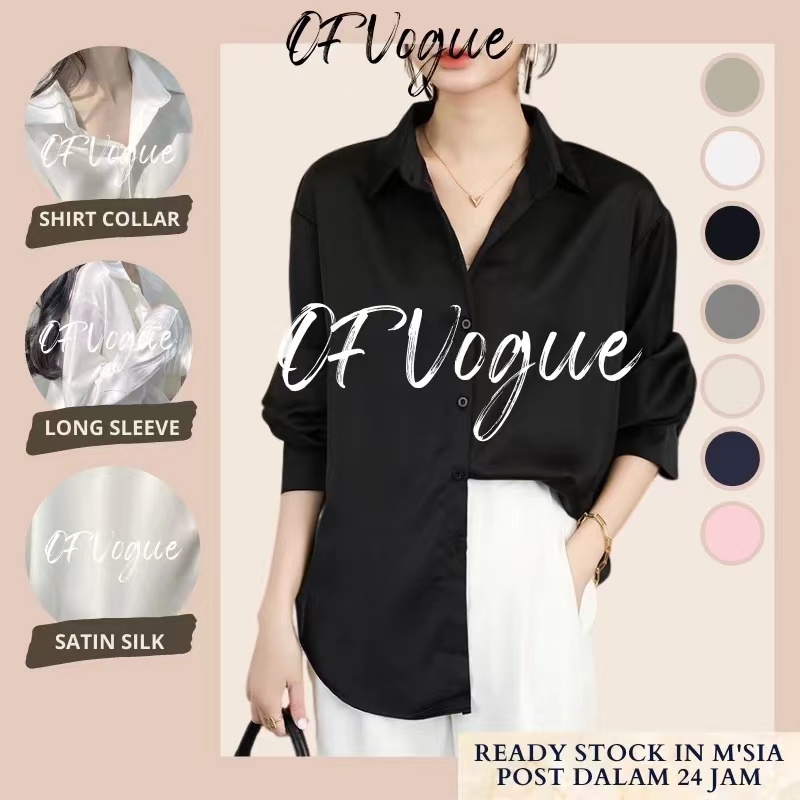 OF Vogue
OF Vogue
SHIRT COLLAR
OF Vogue
LONG SLEEVE
OF Vogue
SATIN SILK
OF Vogue
READY STOCK IN M'SIA
POST DALAM 24 JAM